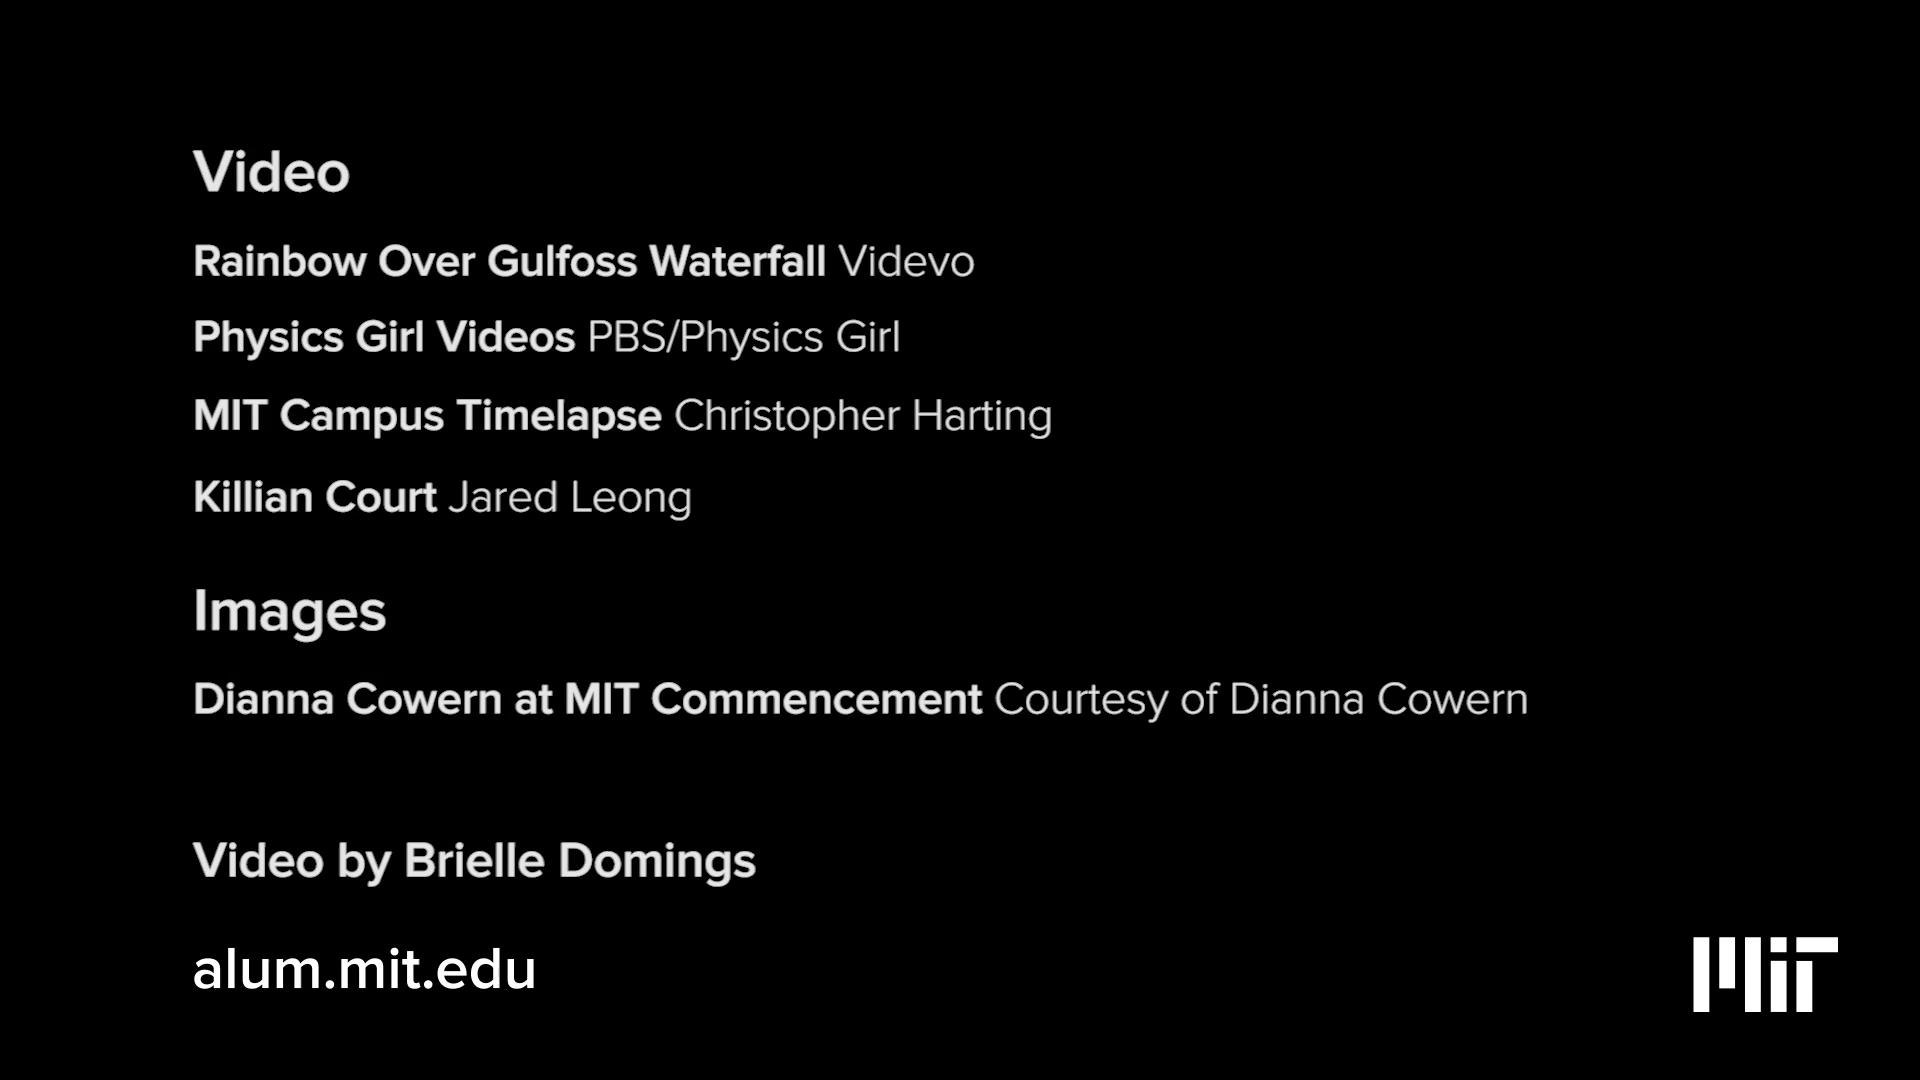 Video
Rainbow Over Gulfoss Waterfall Videvo
Physics Girl Videos PBS/Physics Girl
MIT Campus Timelapse Christopher Harting
Killian Court Jared Leong
Images
Dianna Cowern at MIT Commencement Courtesy of Dianna Cowern
Video by Brielle Domings
alum.mit.edu
MIT